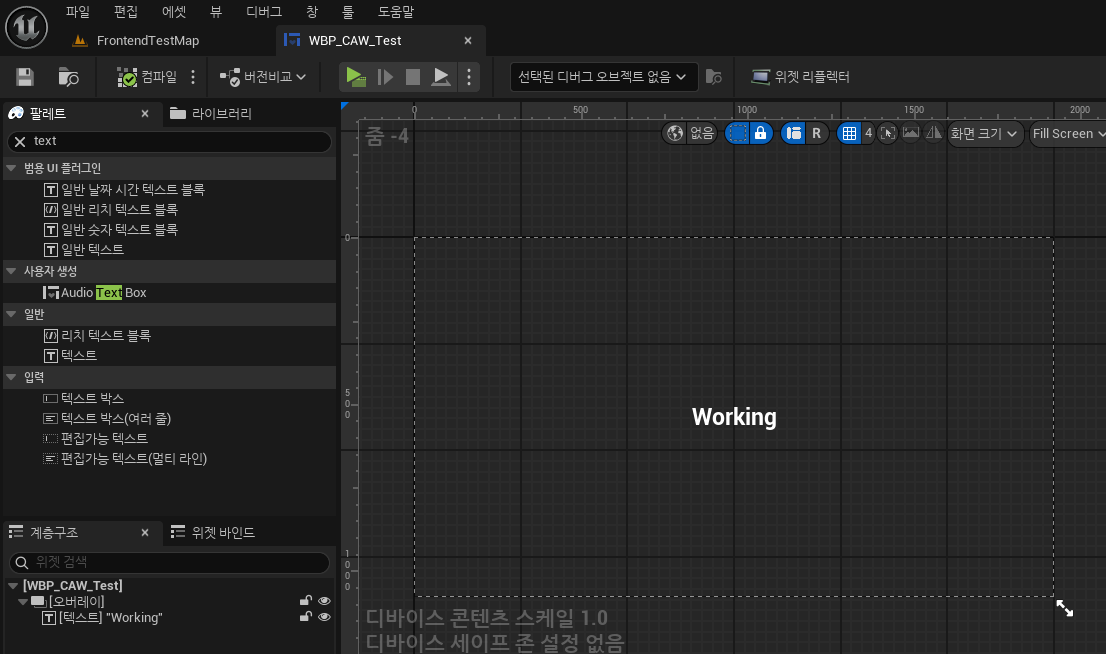 파일 편집 에셋 뷰 디버그 창 툴 도움말
FrontendTestMap
WBP_CAW_Test
컴파일
버전비교
선택된 디버그 오브젝트 없음
위젯 리플렉터
팔레트
라이브러리
text
범용 UI 플러그인
일반 날짜 시간 텍스트 블록
일반 리치 텍스트 블록
일반 숫자 텍스트 블록
일반 텍스트
사용자 생성
Audio Text Box
일반
리치 텍스트 블록
텍스트
입력
텍스트 박스
텍스트 박스(여러 줄)
편집가능 텍스트
편집가능 텍스트(멀티 라인)
계층구조
위젯 바인드
위젯 검색
[WBP_CAW_Test]
[오버레이]
[텍스트] "Working"
0 500 1000 1500 2000
줌 -4
없음
R
4
화면 크기
Fill Screen
0
500
1000
Working
디바이스 콘텐츠 스케일 1.0
디바이스 세이프 존 설정 없음